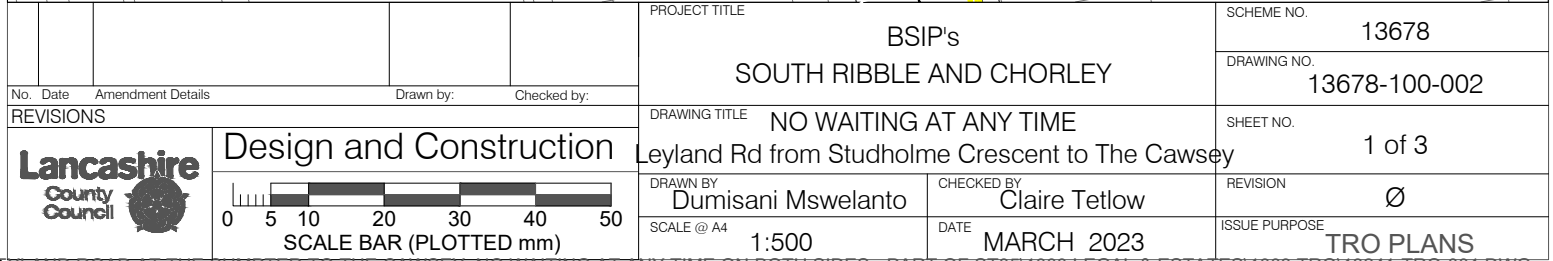 PROJECT TITLE
BSIP's
SOUTH RIBBLE AND CHORLEY
SCHEME NO.
13678
DRAWING NO.
13678-100-002
No. Date Amendment Details Drawn by: Checked by:
REVISIONS
DRAWING TITLE NO WAITING AT ANY TIME
Leyland Rd from Studholme Crescent to The Cawsey
SHEET NO.
1 of 3
Lancashire
County
Council
Design and Construction
0 5 10 20 30 40 50
SCALE BAR (PLOTTED mm)
DRAWN BY
Dumisani Mswelanto
CHECKED BY
Claire Tetlow
REVISION
Ø
SCALE @ A4
1:500
DATE
MARCH 2023
ISSUE PURPOSE
TRO PLANS